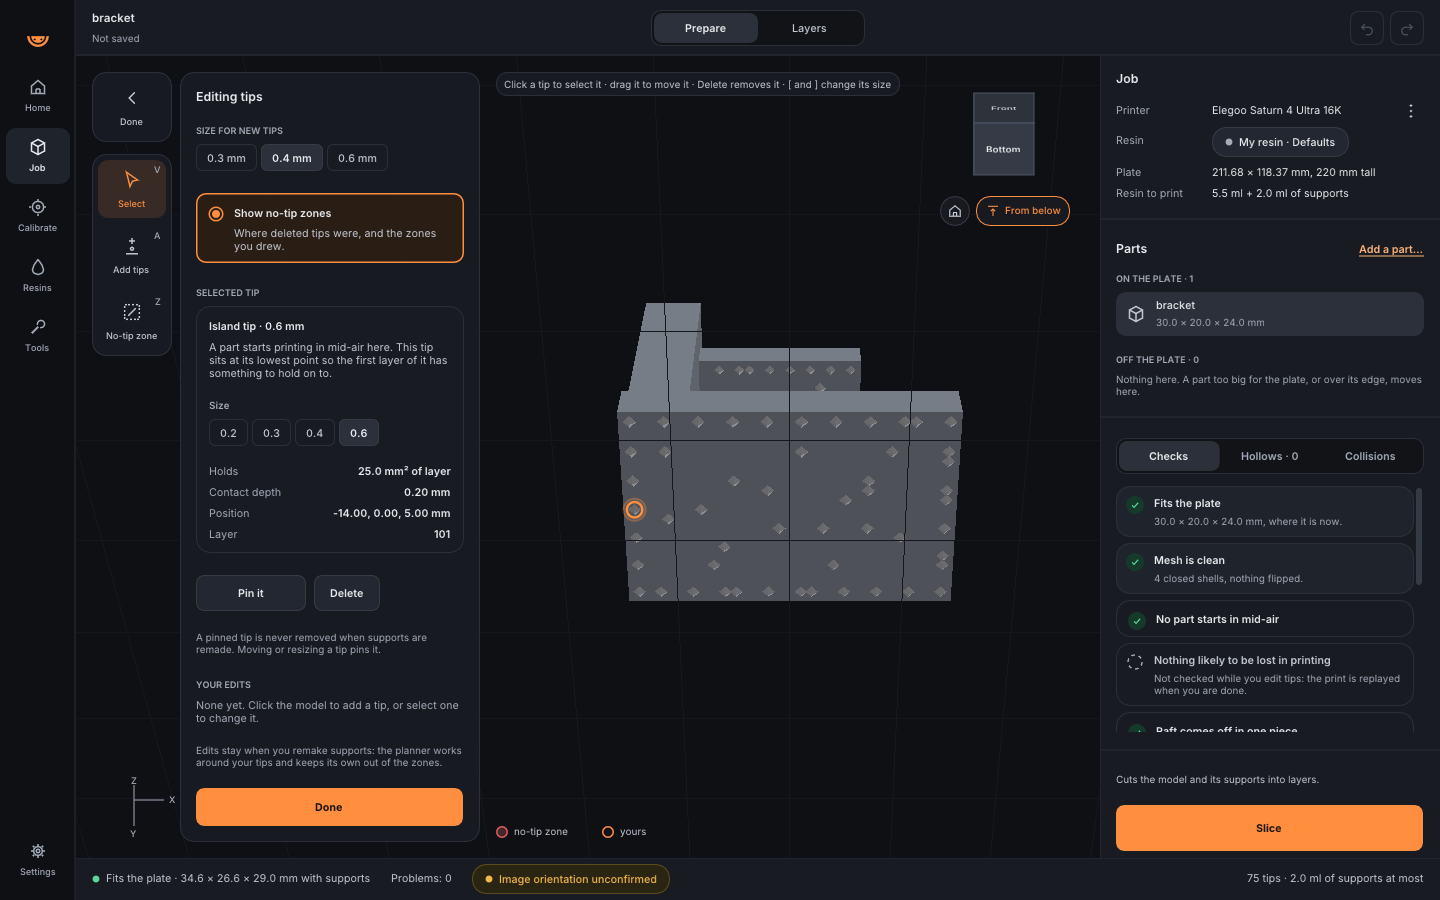 bracket
Not saved
Prepare
Layers
Home
Job
Calibrate
Resins
Tools
Settings
Done
V
Select
A
Add tips
Z
No-tip zone
Editing tips
SIZE FOR NEW TIPS
0.3 mm
0.4 mm
0.6 mm
Show no-tip zones
Where deleted tips were, and the zones
you drew.
SELECTED TIP
Island tip · 0.6 mm
A part starts printing in mid-air here. This tip
sits at its lowest point so the first layer of it has
something to hold on to.
Size
0.2
0.3
0.4
0.6
Holds 25.0 mm² of layer
Contact depth 0.20 mm
Position -14.00, 0.00, 5.00 mm
Layer 101
Pin it
Delete
A pinned tip is never removed when supports are
remade. Moving or resizing a tip pins it.
YOUR EDITS
None yet. Click the model to add a tip, or select one
to change it.
Edits stay when you remake supports: the planner works
around your tips and keeps its own out of the zones.
Done
Click a tip to select it · drag it to move it · Delete removes it · [ and ] change its size
Front
Bottom
From below
Z
X
Y
no-tip zone
yours
Job
Printer Elegoo Saturn 4 Ultra 16K
Resin My resin · Defaults
Plate 211.68 × 118.37 mm, 220 mm tall
Resin to print 5.5 ml + 2.0 ml of supports
Parts
Add a part...
ON THE PLATE · 1
bracket
30.0 × 20.0 × 24.0 mm
OFF THE PLATE · 0
Nothing here. A part too big for the plate, or over its edge, moves
here.
Checks
Hollows · 0
Collisions
Fits the plate
30.0 × 20.0 × 24.0 mm, where it is now.
Mesh is clean
4 closed shells, nothing flipped.
No part starts in mid-air
Nothing likely to be lost in printing
Not checked while you edit tips: the print is replayed
when you are done.
Raft comes off in one piece
Cuts the model and its supports into layers.
Slice
Fits the plate · 34.6 × 26.6 × 29.0 mm with supports
Problems: 0
Image orientation unconfirmed
75 tips · 2.0 ml of supports at most